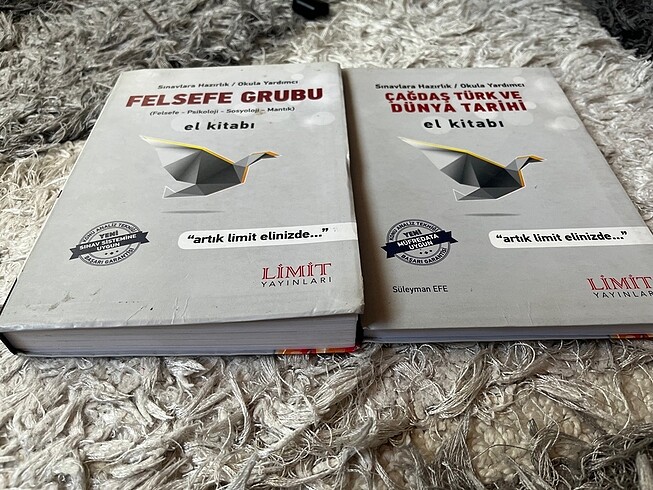 Sınavlara Hazırlık / Okula Yardımcı
FELSEFE GRUBU
(Felsefe - Psikoloji - Sosyoloji - Mantık)
el kitabı
YENİ
SINAV SİSTEMİNE
UYGUN
BAŞARI GARANTİSİ
"artık limit elinizde..."
LİMİT
YAYINLARI
Sınavlara Hazırlık / Okula Yardımcı
ÇAĞDAŞ TÜRK VE
DÜNYA TARİHİ
el kitabı
YENİ
MÜFREDATA
UYGUN
BAŞARI GARANTİSİ
"artık limit elinizde..."
Süleyman EFE
LİMİT
YAYINLARI